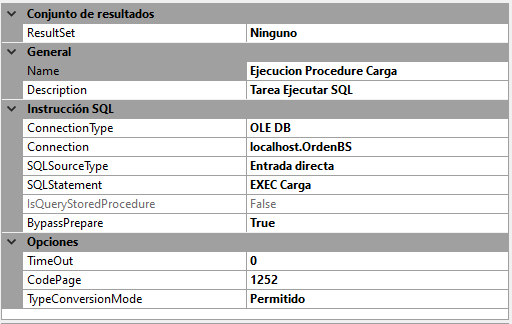 Conjunto de resultados
ResultSet Ninguno
General
Name Ejecucion Procedure Carga
Description Tarea Ejecutar SQL
Instrucción SQL
ConnectionType OLE DB
Connection localhost.OrdenBS
SQLSourceType Entrada directa
SQLStatement EXEC Carga
IsQueryStoredProcedure False
BypassPrepare True
Opciones
TimeOut 0
CodePage 1252
TypeConversionMode Permitido